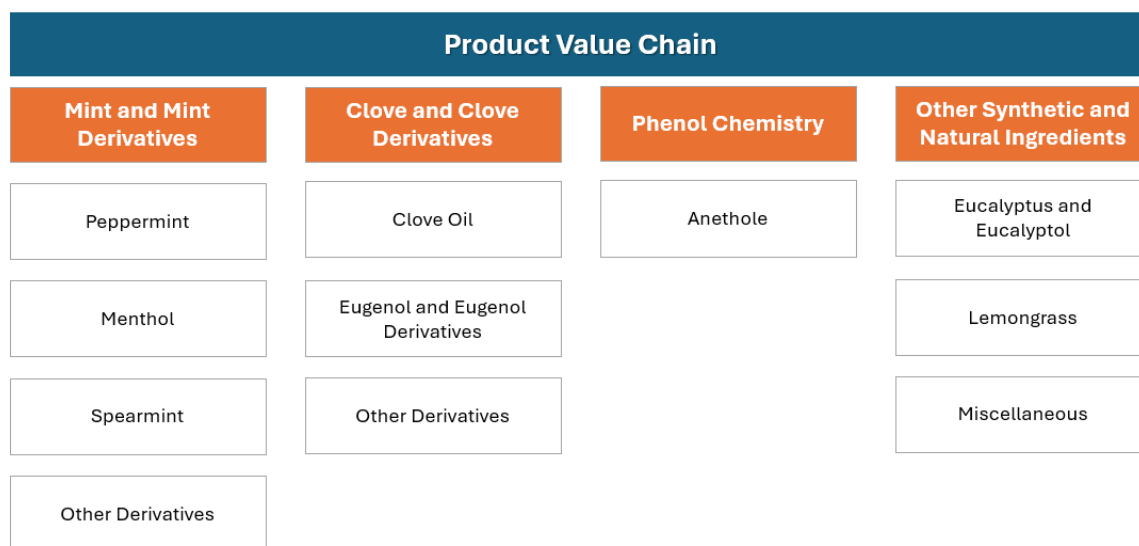 Product Value Chain
Mint and Mint
Derivatives
Peppermint
Menthol
Spearmint
Other Derivatives
Clove and Clove
Derivatives
Clove Oil
Eugenol and Eugenol
Derivatives
Other Derivatives
Phenol Chemistry
Anethole
Other Synthetic and
Natural Ingredients
Eucalyptus and
Eucalyptol
Lemongrass
Miscellaneous